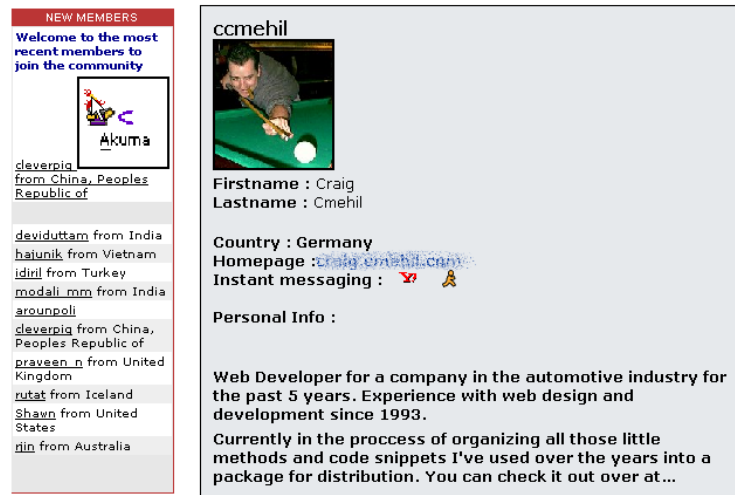 NEW MEMBERS
Welcome to the most
recent members to
join the community
Akuma
cleverpig
from China, Peoples
Republic of
deviduttam from India
hajunik from Vietnam
idiril from Turkey
modali_mm from India
arounpoli
cleverpig from China,
Peoples Republic of
praveen_n from United
Kingdom
rutat from Iceland
Shawn from United
States
rjin from Australia
ccmehil
Firstname : Craig
Lastname : Cmehil
Country : Germany
Homepage :craig.cmehil.com
Instant messaging : Y!
Personal Info :
Web Developer for a company in the automotive industry for
the past 5 years. Experience with web design and
development since 1993.
Currently in the proccess of organizing all those little
methods and code snippets I've used over the years into a
package for distribution. You can check it out over at...